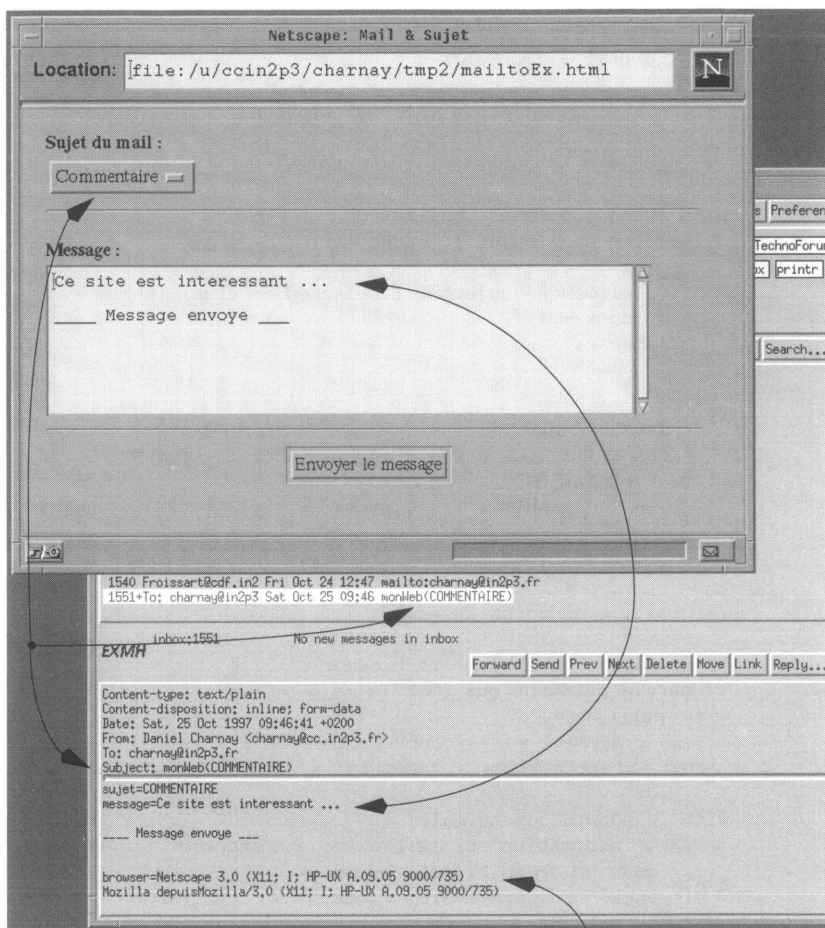 Netscape: Mail & Sujet
Location: file:/u/ccin2p3/charnay/tmp2/mailtoEx.html
N
Sujet du mail :
Commentaire
Message :
Ce site est interessant ...
____ Message envoye ___
Envoyer le message
Preferen
TechnoForum
printr
Search...
1540 Froissart@cdf.in2 Fri Oct 24 12:47 mailto:charnay@in2p3.fr
1551+To: charnay@in2p3 Sat Oct 25 09:46 monWeb(COMMENTAIRE)
EXMH inbox:1551 No new messages in inbox
Forward Send Prev Next Delete Move Link Reply...
Content-type: text/plain
Content-disposition: inline; form-data
Date: Sat, 25 Oct 1997 09:46:41 +0200
From: Daniel Charnay <charnay@cc.in2p3.fr>
To: charnay@in2p3.fr
Subject: monWeb(COMMENTAIRE)
sujet=COMMENTAIRE
message=Ce site est interessant ...
____ Message envoye ___
browser=Netscape 3.0 (X11; I; HP-UX A.09.05 9000/735)
Mozilla depuisMozilla/3.0 (X11; I; HP-UX A.09.05 9000/735)